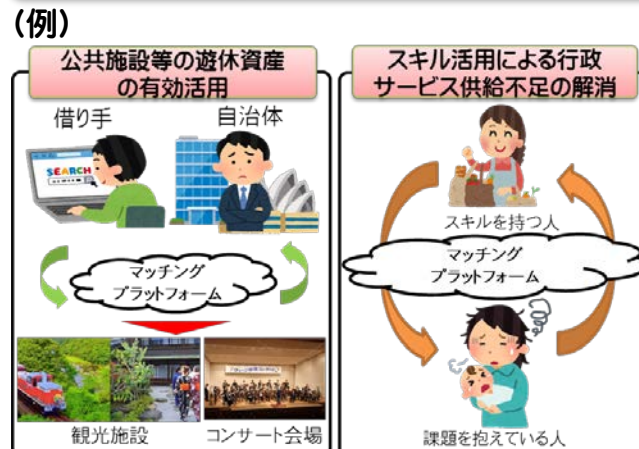 (例)
公共施設等の遊休資産
の有効活用
借り手
自治体
SEARCH
マッチング
プラットフォーム
観光施設
コンサート会場
スキル活用による行政
サービス供給不足の解消
スキルを持つ人
マッチング
プラットフォーム
課題を抱えている人